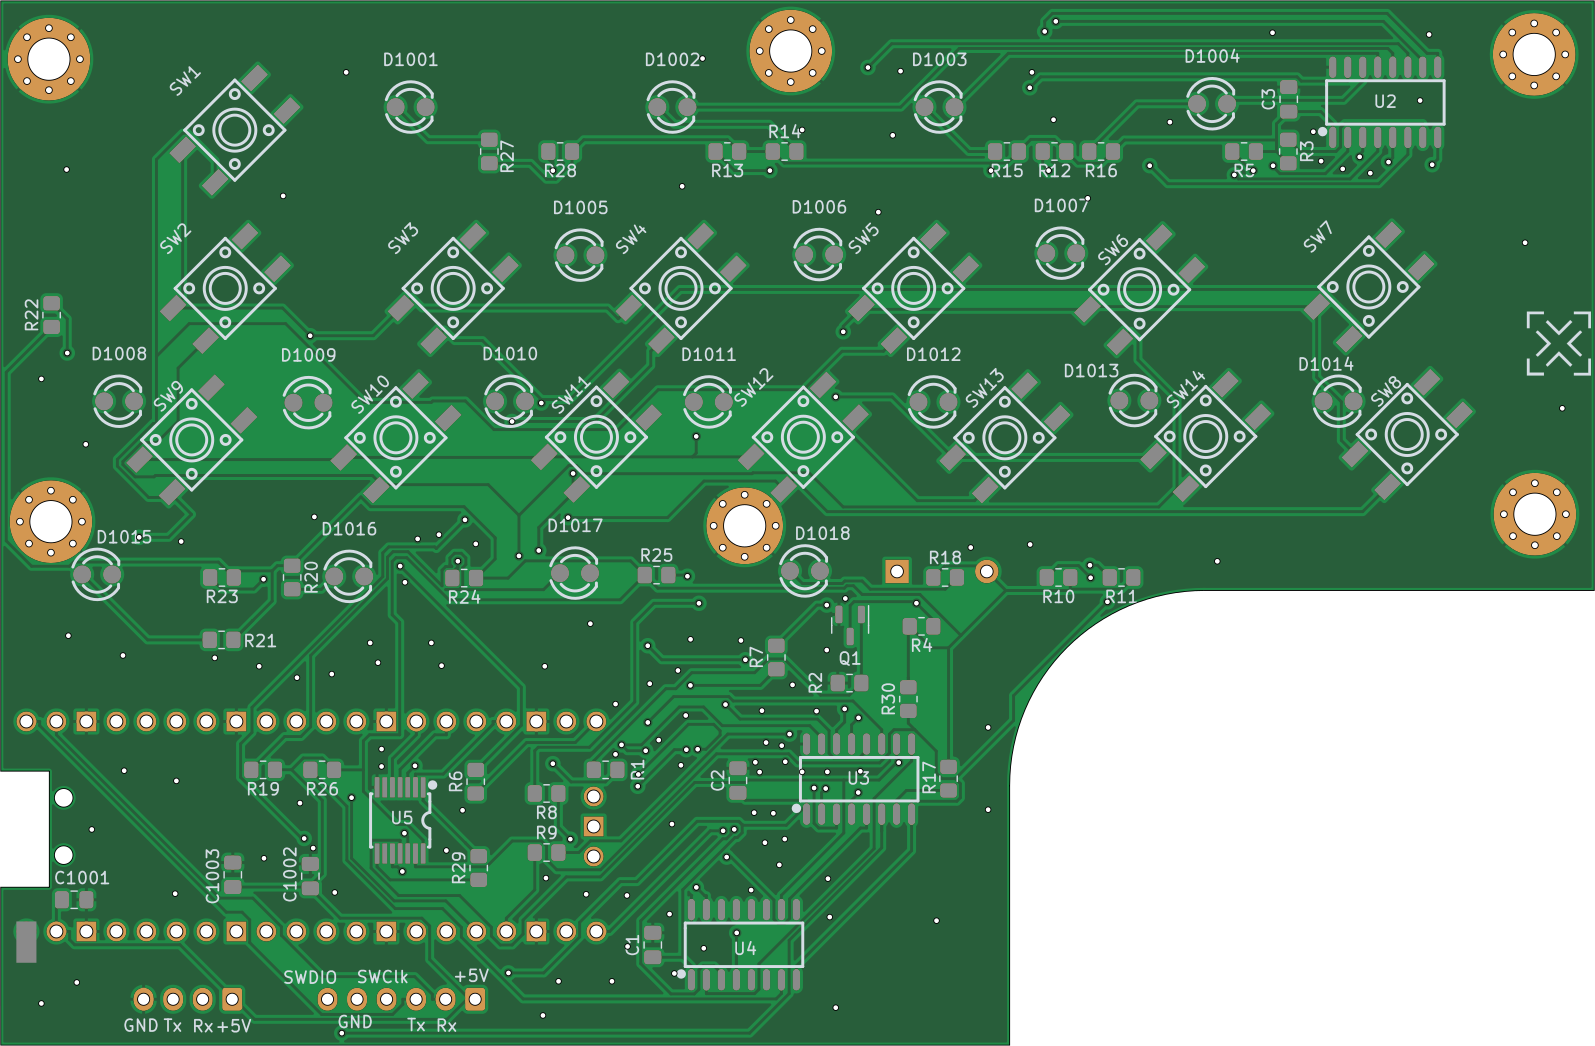 D1001
D1002
D1003
D1004
SW1
C3
U2
R14
R27
R28
R13
R15
R12
R16
R5
R3
D1005
D1006
D1007
SW2
SW3
SW4
SW5
SW6
SW7
R22
D1008
D1009
D1010
D1011
D1012
D1013
D1014
SW9
SW10
SW11
SW12
SW13
SW14
SW8
D1015
D1016
D1017
D1018
R25
R18
R20
R23
R24
R10
R11
R21
R4
R7
Q1
R2
R30
R19
R26
R6
R1
C2
U3
R17
R8
U5
R9
C1003
C1002
R29
C1001
C1
U4
SWDIO
SWClk
+5V
GND
Tx
Rx
+5V
GND
Tx
Rx